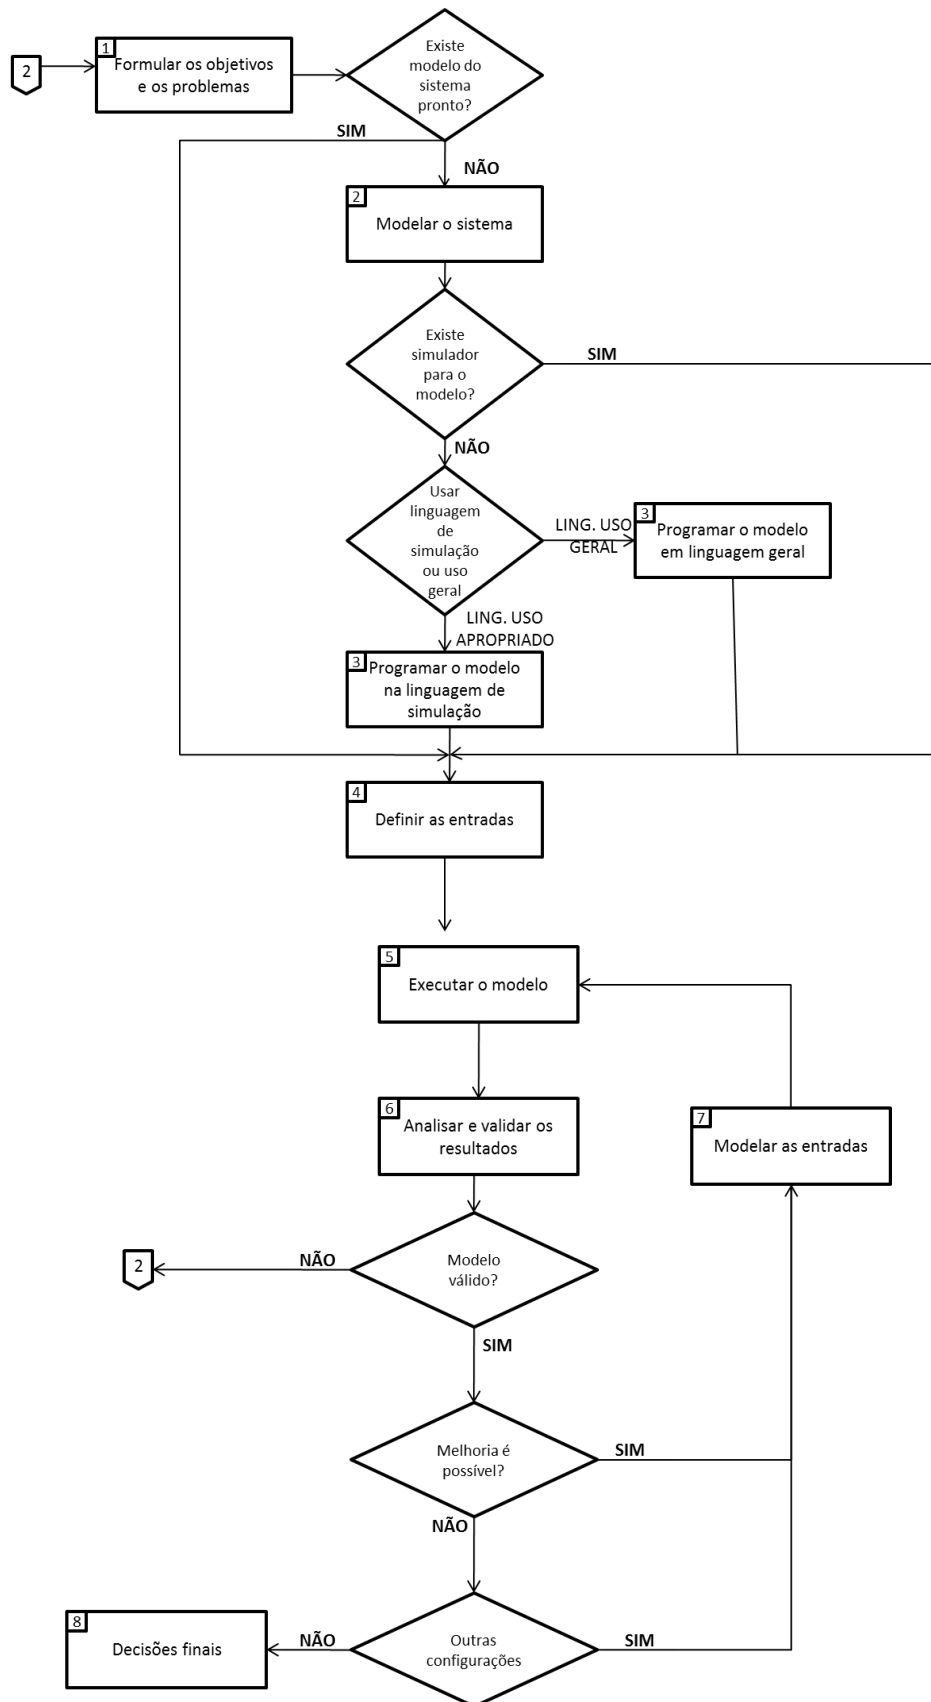 2
1
Formular os objetivos
e os problemas
Existe
modelo do
sistema
pronto?
SIM
NÃO
2
Modelar o sistema
Existe
simulador
para o
modelo?
SIM
NÃO
Usar
linguagem
de
simulação
ou uso
geral
LING. USO
GERAL
3
Programar o modelo
em linguagem geral
LING. USO
APROPRIADO
3
Programar o modelo
na linguagem de
simulação
4
Definir as entradas
5
Executar o modelo
6
Analisar e validar os
resultados
7
Modelar as entradas
Modelo
válido?
NÃO
2
SIM
Melhoria é
possível?
SIM
NÃO
Outras
configurações
SIM
NÃO
8
Decisões finais